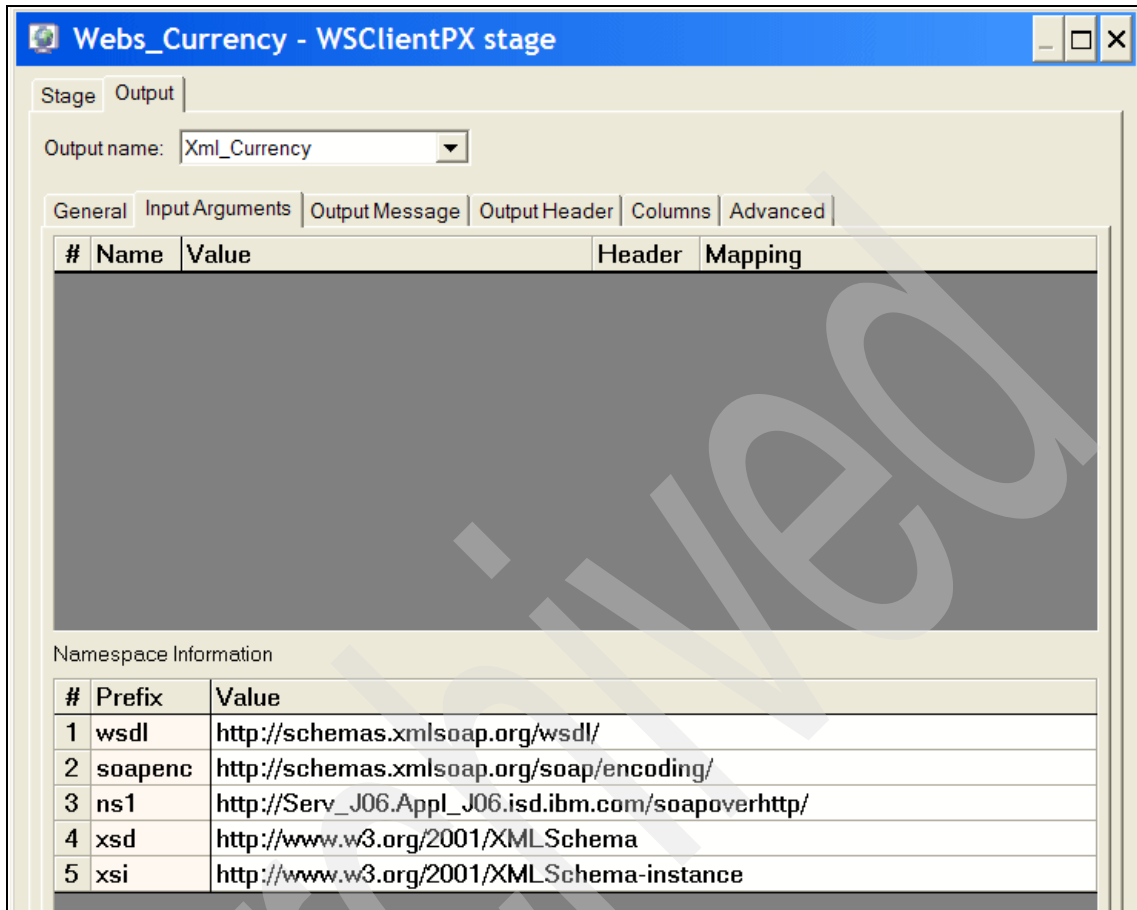 Webs_Currency - WSClientPX stage
Stage Output
Output name: Xml_Currency
General Input Arguments Output Message Output Header Columns Advanced
# Name Value Header Mapping
Namespace Information
# Prefix Value
1 wsdl http://schemas.xmlsoap.org/wsdl/
2 soapenc http://schemas.xmlsoap.org/soap/encoding/
3 ns1 http://Serv_J06.Appl_J06.isd.ibm.com/soapoverhttp/
4 xsd http://www.w3.org/2001/XMLSchema
5 xsi http://www.w3.org/2001/XMLSchema-instance